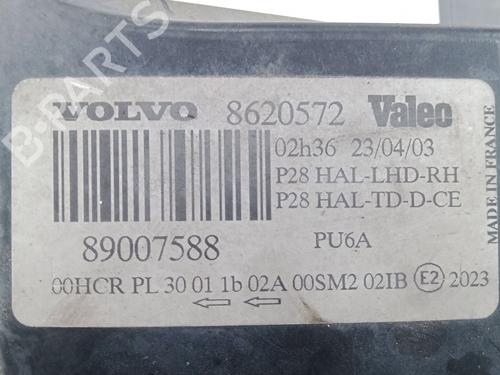 VOLVO 8620572 Valeo
02h36 23/04/03
P28 HAL-LHD-RH
P28 HAL-TD-D-CE
89007588 PU6A
00HCR PL 30 01 1b 02A 00SM2 02IB E2 2023
MADE IN FRANCE
B-PARTS